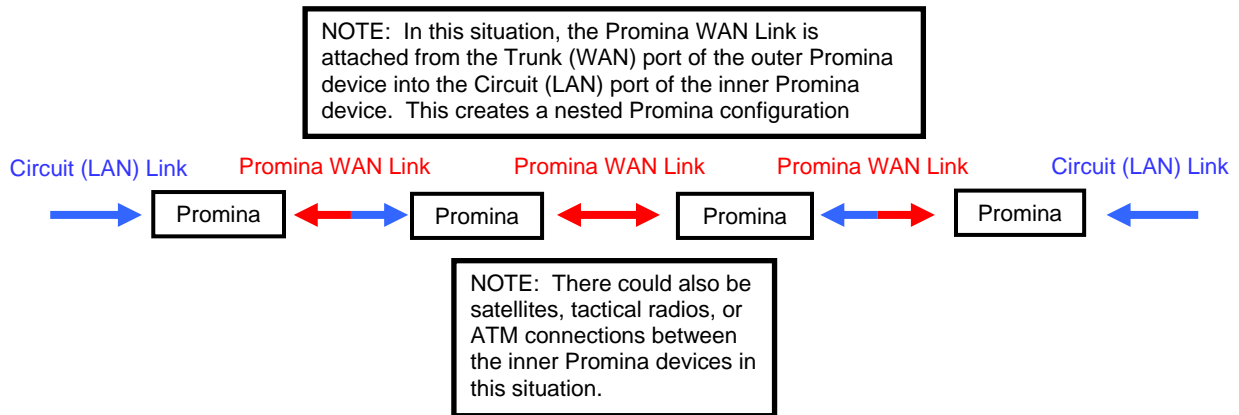 NOTE:  In this situation, the Promina WAN Link is
attached from the Trunk (WAN) port of the outer Promina
device into the Circuit (LAN) port of the inner Promina
device.  This creates a nested Promina configuration
Circuit (LAN) Link
Promina WAN Link
Promina WAN Link
Promina WAN Link
Circuit (LAN) Link
Promina
Promina
Promina
Promina
NOTE:  There could also be
satellites, tactical radios, or
ATM connections between
the inner Promina devices in
this situation.